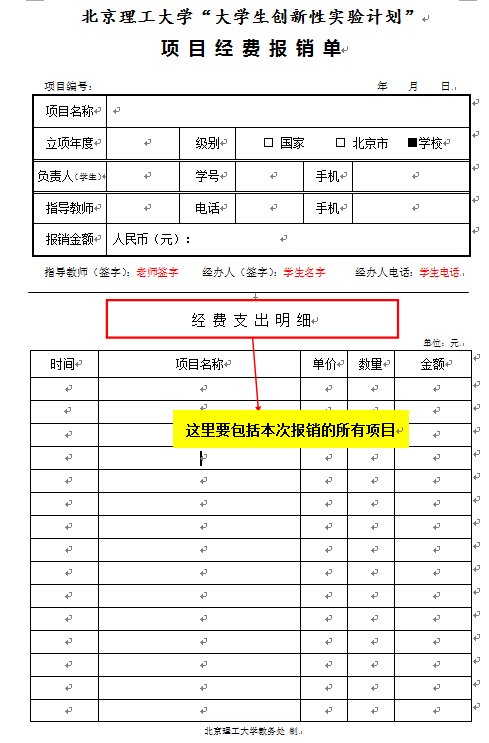 北京理工大学“大学生创新性实验计划”
项目经费报销单
项目编号： 年 月 日
项目名称
立项年度 级别 □ 国家 □ 北京市 ■学校
负责人（学生） 学号 手机
指导教师 电话 手机
报销金额 人民币（元）：
指导教师（签字）：老师签字 经办人（签字）：学生名字 经办人电话：学生电话
经费支出明细
单位：元
时间 项目名称 单价 数量 金额
这里要包括本次报销的所有项目
北京理工大学教务处 制